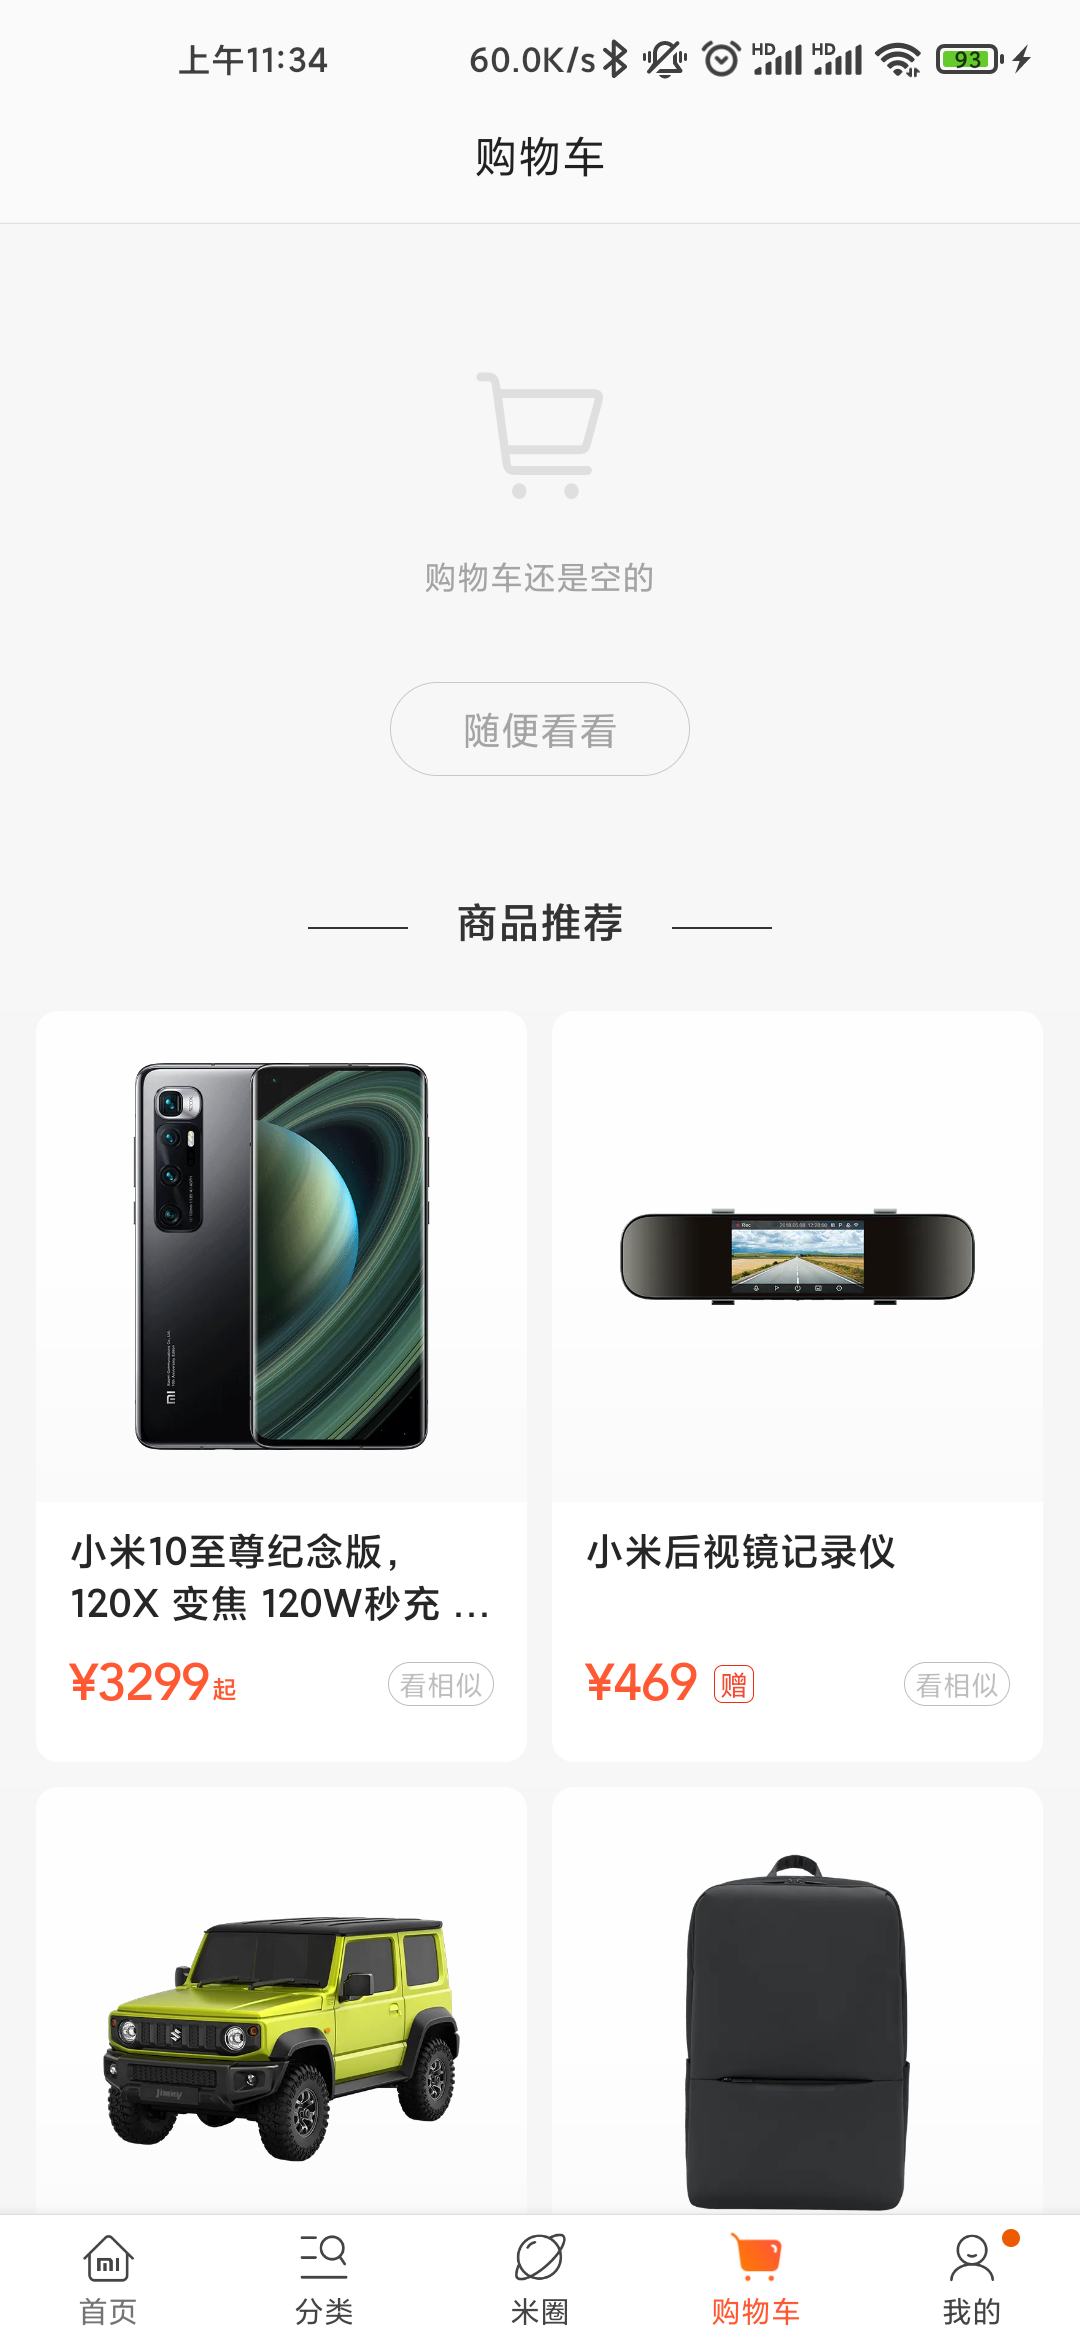 上午11:34
60.0K/s
HD
HD
93
购物车
购物车还是空的
随便看看
商品推荐
小米10至尊纪念版，
120X 变焦 120W秒充 ...
¥3299起
看相似
小米后视镜记录仪
¥469 赠
看相似
Rec
Jimny
首页
分类
米圈
购物车
我的